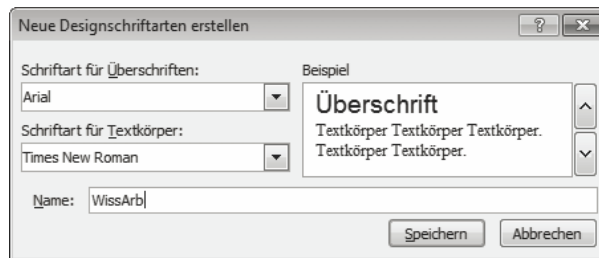 Neue Designschriftarten erstellen
Schriftart für Überschriften:
Arial
Schriftart für Textkörper:
Times New Roman
Beispiel
Überschrift
Textkörper Textkörper Textkörper.
Textkörper Textkörper.
Name: WissArb
Speichern Abbrechen